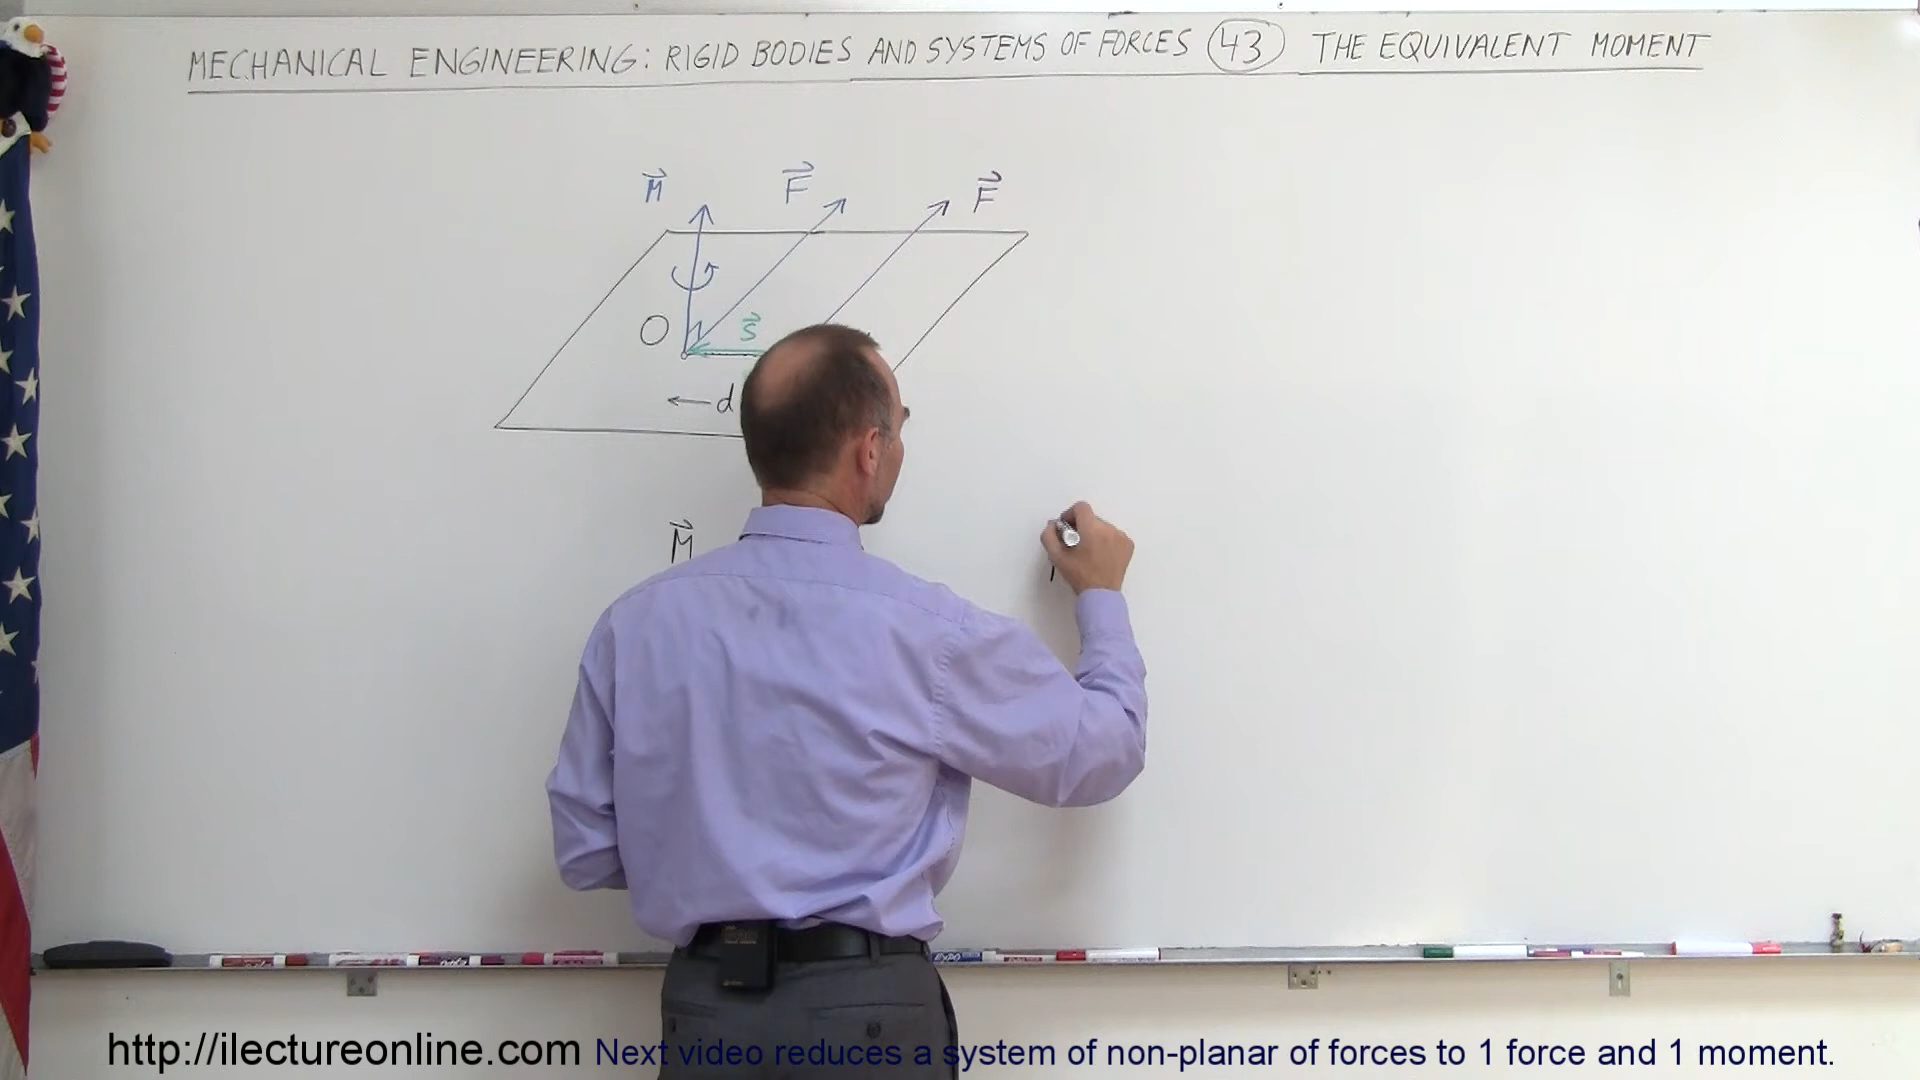 MECHANICAL ENGINEERING: RIGID BODIES AND SYSTEMS OF FORCES 43 THE EQUIVALENT MOMENT
M⃗ F⃗ F⃗
O S⃗
← d
M⃗
http://ilectureonline.com Next video reduces a system of non-planar of forces to 1 force and 1 moment.